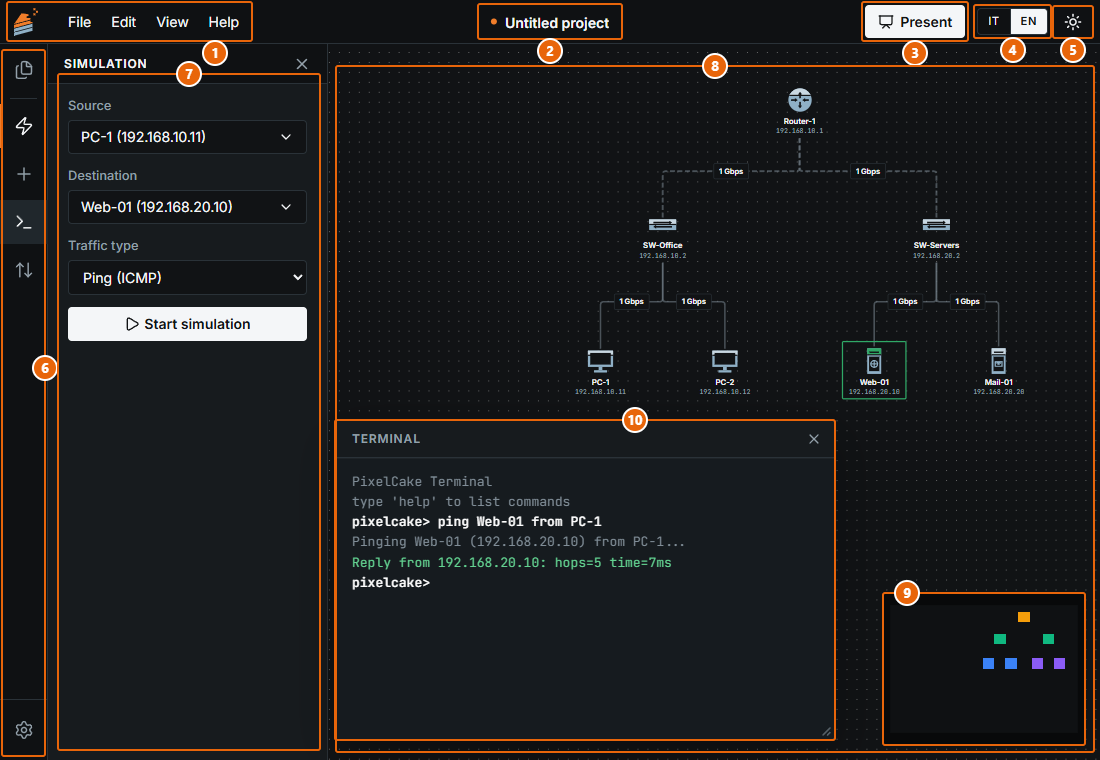 File Edit View Help
Untitled project
Present
IT EN
1
2
3
4
5
SIMULATION
7
8
Source
PC-1 (192.168.10.11)
Destination
Web-01 (192.168.20.10)
Traffic type
Ping (ICMP)
Start simulation
6
Router-1
192.168.10.1
1 Gbps
1 Gbps
SW-Office
192.168.10.2
SW-Servers
192.168.20.2
1 Gbps
1 Gbps
1 Gbps
1 Gbps
PC-1
192.168.10.11
PC-2
192.168.10.12
Web-01
192.168.20.10
Mail-01
192.168.20.20
10
TERMINAL
PixelCake Terminal
type 'help' to list commands
pixelcake> ping Web-01 from PC-1
Pinging Web-01 (192.168.20.10) from PC-1...
Reply from 192.168.20.10: hops=5 time=7ms
pixelcake>
9